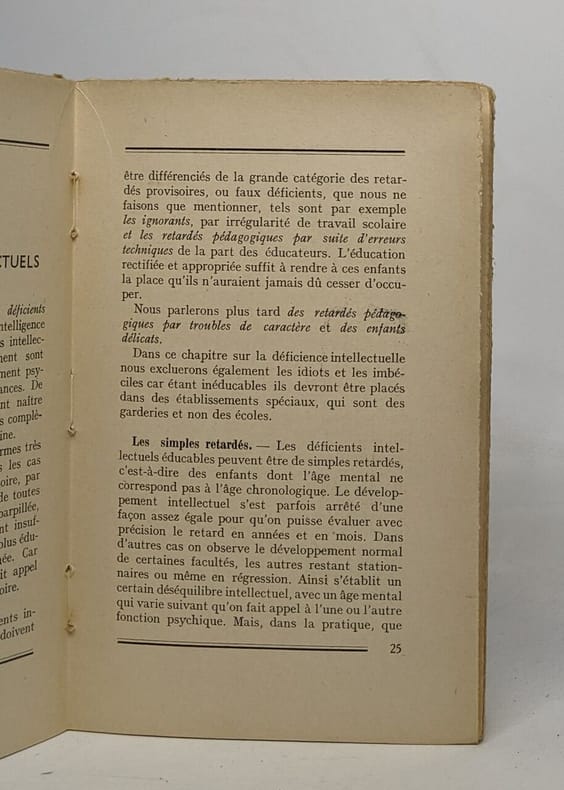 CTUELS
déficients
ntelligence
s intellec-
nent sont
ment psy-
ances. De
nt naître
s complè-
ine.
rmes très
s les cas
oire, par
de toutes
parpillée,
nt insuf-
plus édu-
née. Car
it appel
oire.
ents in-
doivent
être différenciés de la grande catégorie des retar-
dés provisoires, ou faux déficients, que nous ne
faisons que mentionner, tels sont par exemple
les ignorants, par irrégularité de travail scolaire
et les retardés pédagogiques par suite d'erreurs
techniques de la part des éducateurs. L'éducation
rectifiée et appropriée suffit à rendre à ces enfants
la place qu'ils n'auraient jamais dû cesser d'occu-
per.
Nous parlerons plus tard des retardés pédago-
giques par troubles de caractère et des enfants
délicats.
Dans ce chapitre sur la déficience intellectuelle
nous excluerons également les idiots et les imbé-
ciles car étant inéducables ils devront être placés
dans des établissements spéciaux, qui sont des
garderies et non des écoles.
Les simples retardés. — Les déficients intel-
lectuels éducables peuvent être de simples retardés,
c'est-à-dire des enfants dont l'âge mental ne
correspond pas à l'âge chronologique. Le dévelop-
pement intellectuel s'est parfois arrêté d'une
façon assez égale pour qu'on puisse évaluer avec
précision le retard en années et en mois. Dans
d'autres cas on observe le développement normal
de certaines facultés, les autres restant station-
naires ou même en régression. Ainsi s'établit un
certain déséquilibre intellectuel, avec un âge mental
qui varie suivant qu'on fait appel à l'une ou l'autre
fonction psychique. Mais, dans la pratique, que
25